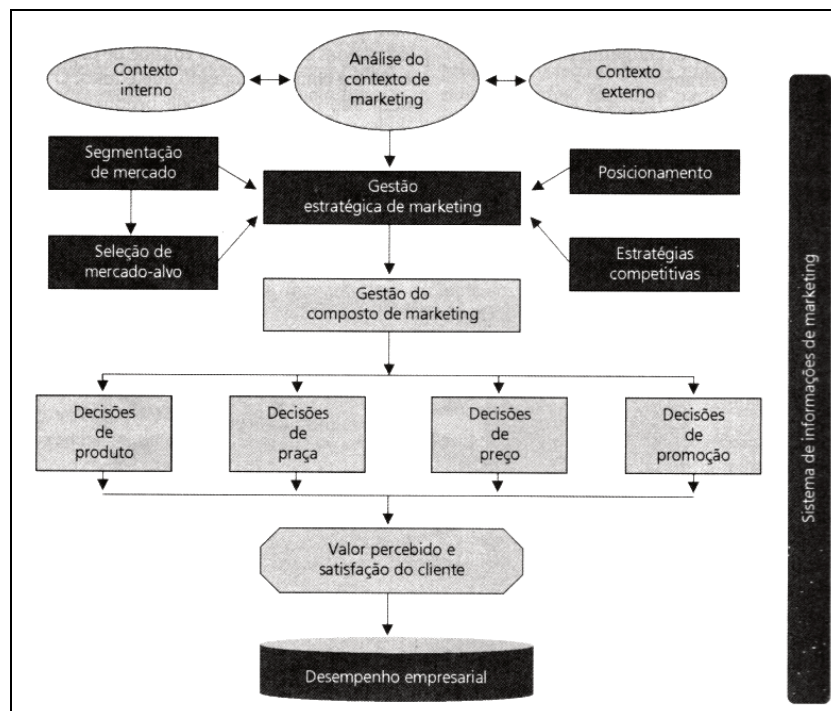 Contexto
interno
Análise do
contexto de
marketing
Contexto
externo
Segmentação
de mercado
Gestão
estratégica de marketing
Posicionamento
Seleção de
mercado-alvo
Estratégias
competitivas
Gestão do
composto de marketing
Decisões
de
produto
Decisões
de
praça
Decisões
de
preço
Decisões
de
promoção
Valor percebido e
satisfação do cliente
Desempenho empresarial
Sistema de informações de marketing